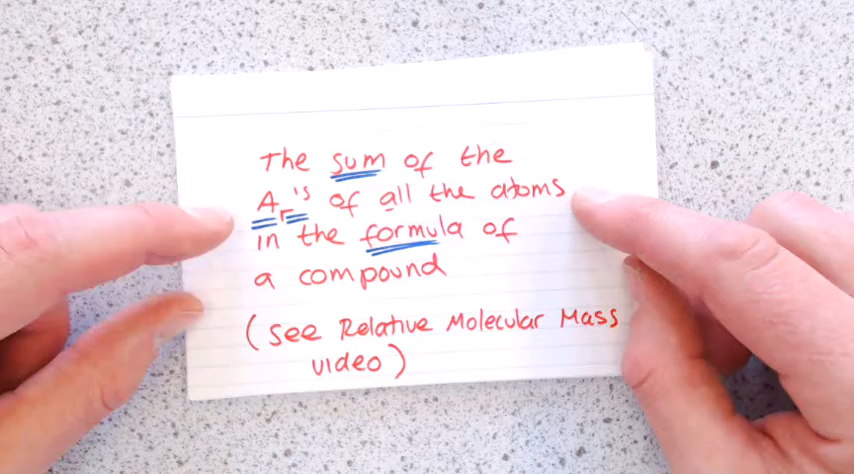 The sum of the
Ar's of all the atoms
in the formula of
a compound
(see Relative Molecular Mass
video)